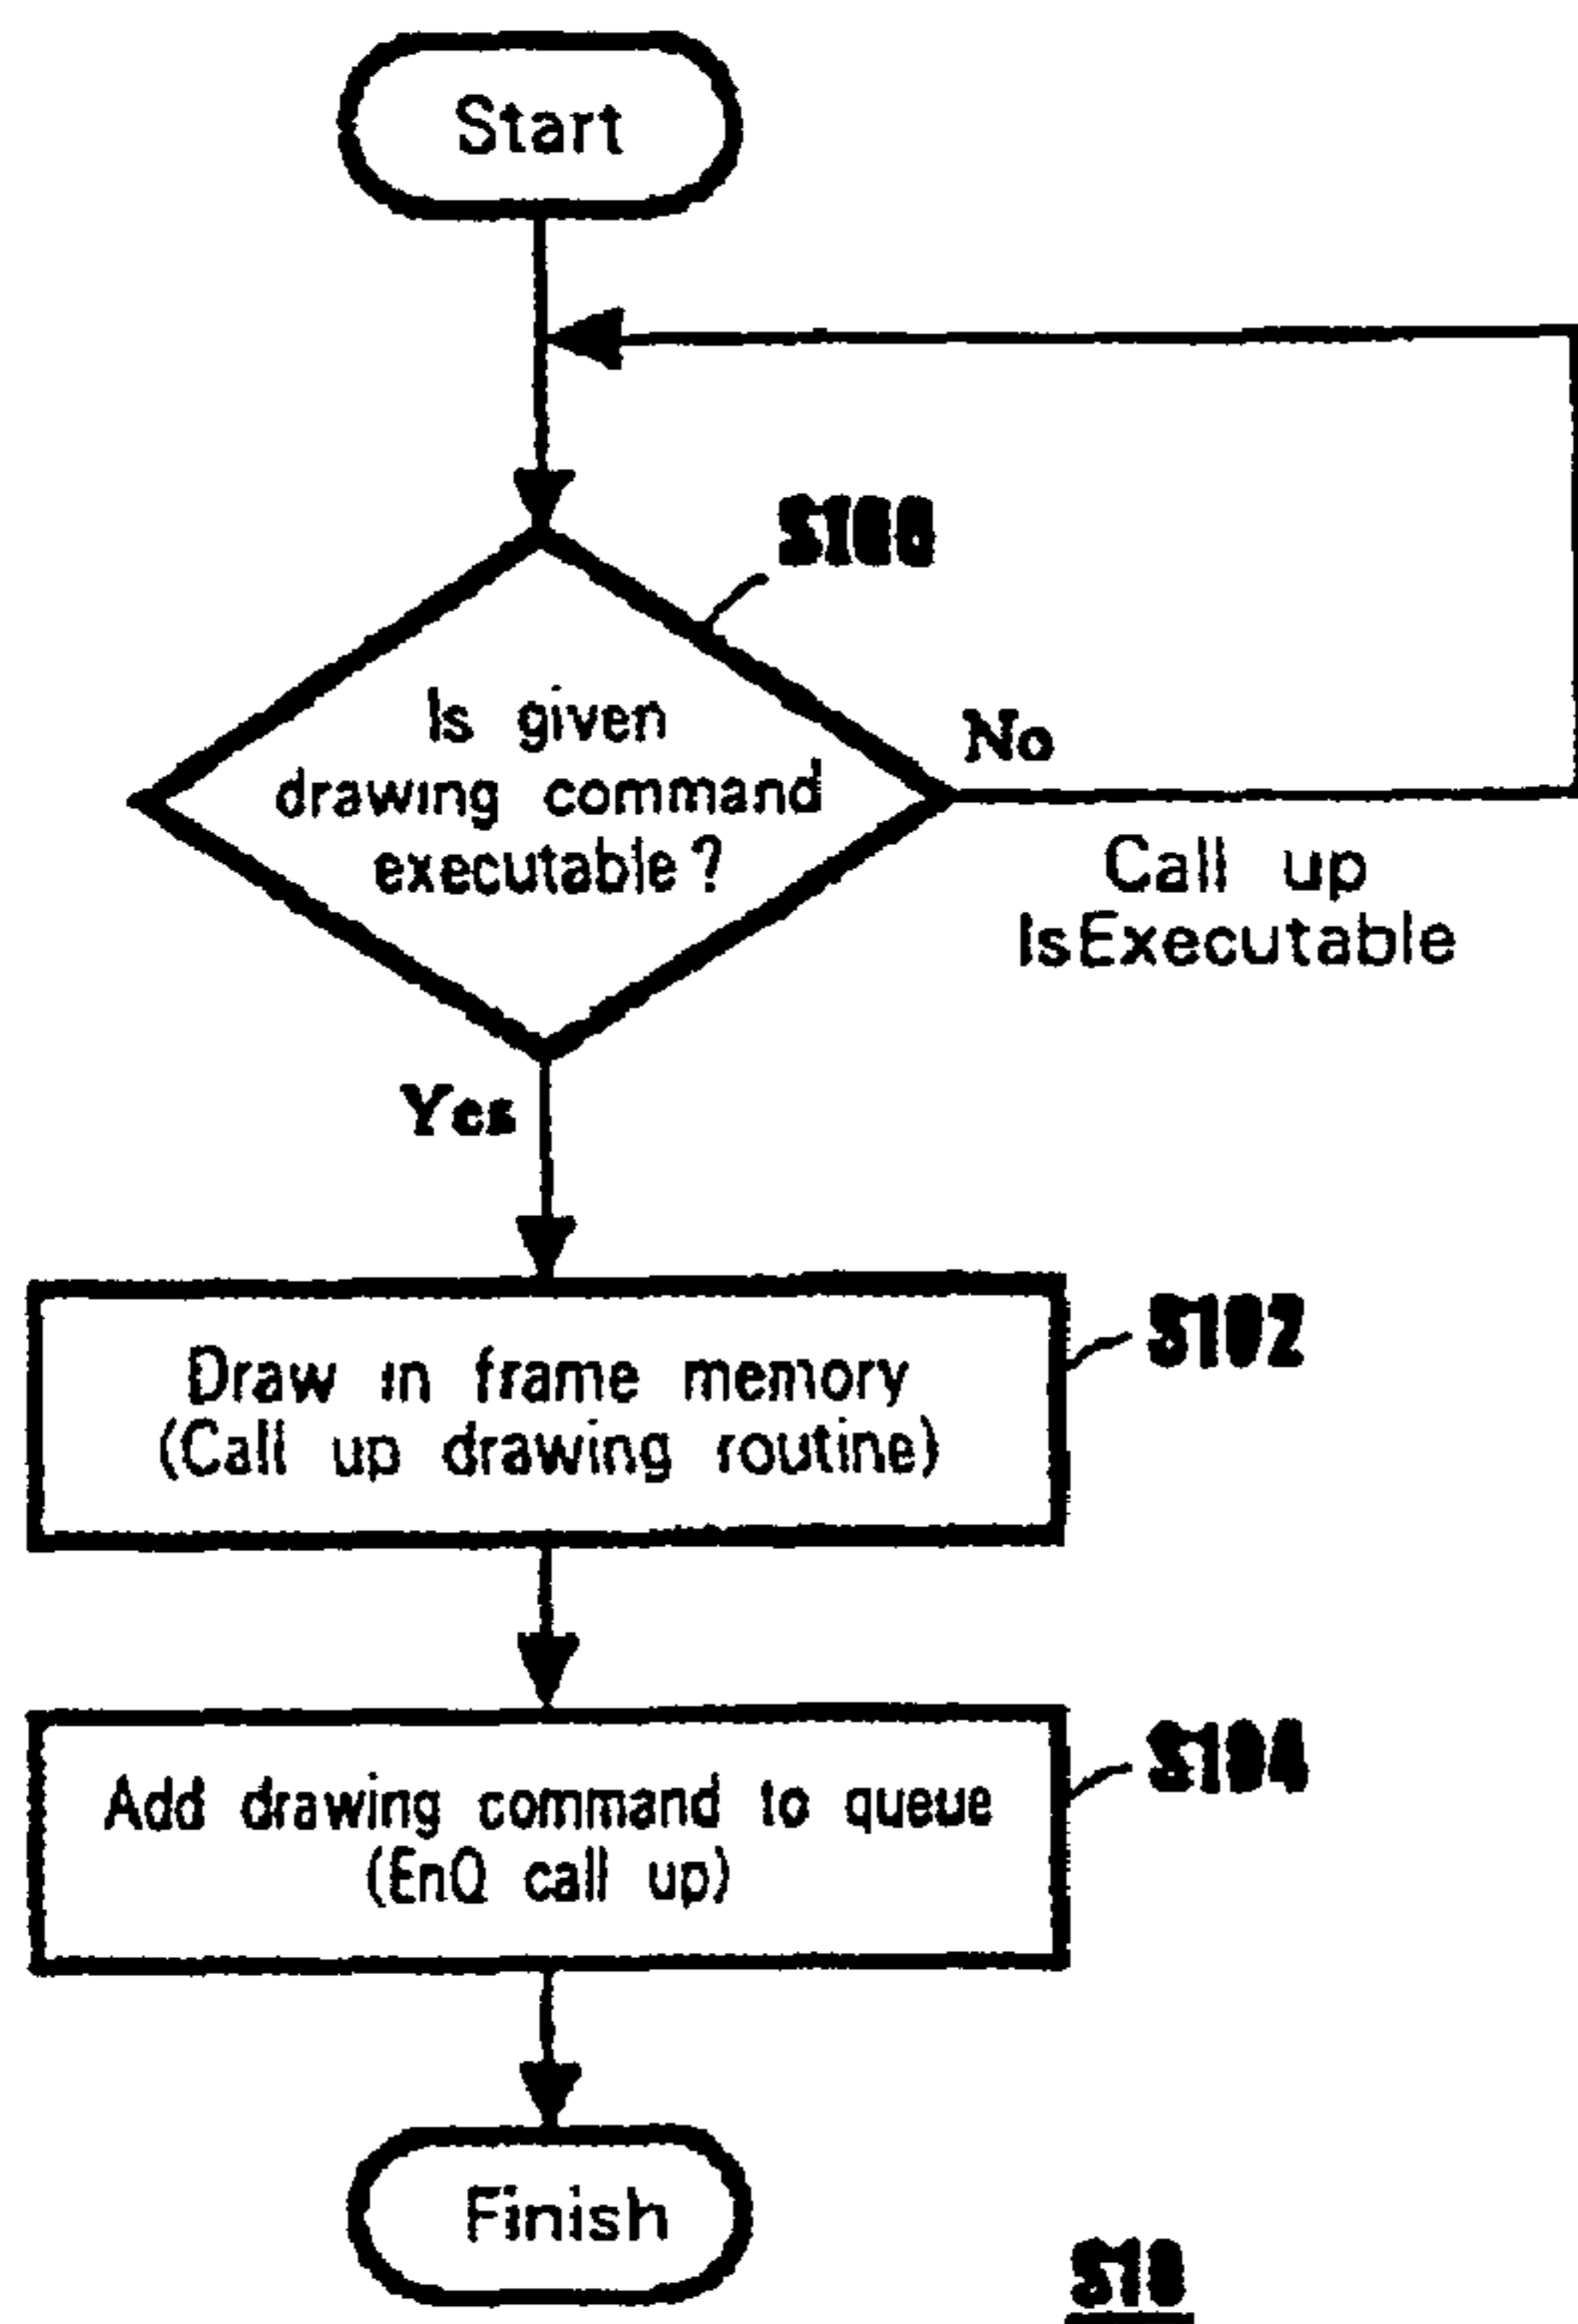 Start
S100
Is given
drawing command
executable?
No
Call up
IsExecutable
Yes
Draw in frame memory
(Call up drawing routine)
S102
Add drawing command to queue
(EnQ call up)
S104
Finish
S10